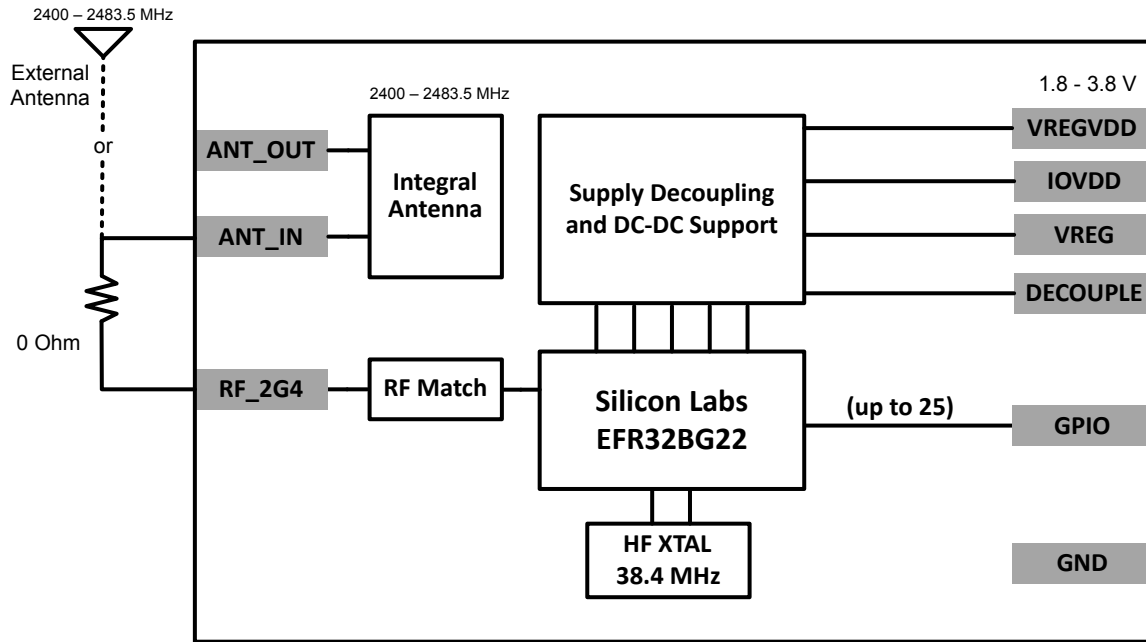 2400 – 2483.5 MHz
External
Antenna
or
0 Ohm
ANT_OUT
ANT_IN
RF_2G4
2400 – 2483.5 MHz
Integral
Antenna
RF Match
Supply Decoupling
and DC-DC Support
Silicon Labs
EFR32BG22
HF XTAL
38.4 MHz
(up to 25)
1.8 - 3.8 V
VREGVDD
IOVDD
VREG
DECOUPLE
GPIO
GND